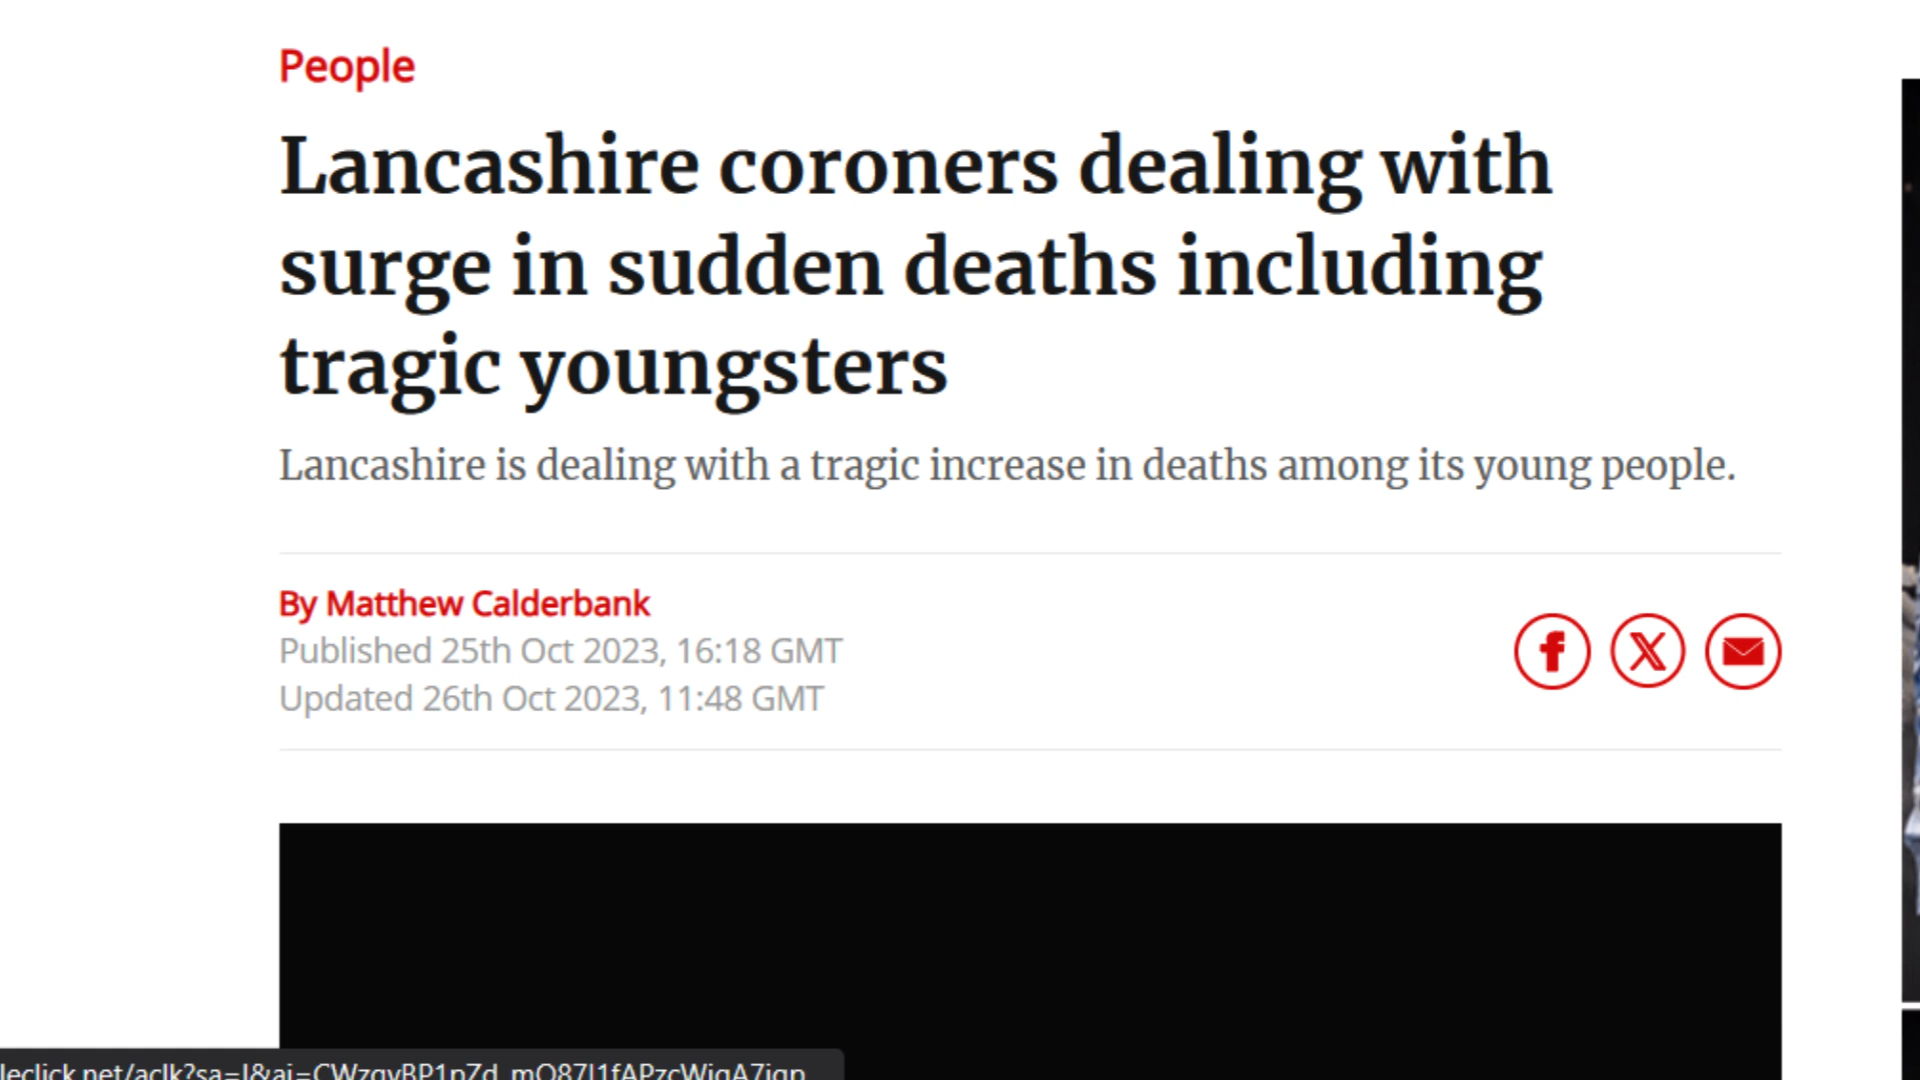 People
Lancashire coroners dealing with
surge in sudden deaths including
tragic youngsters
Lancashire is dealing with a tragic increase in deaths among its young people.
By Matthew Calderbank
Published 25th Oct 2023, 16:18 GMT
Updated 26th Oct 2023, 11:48 GMT